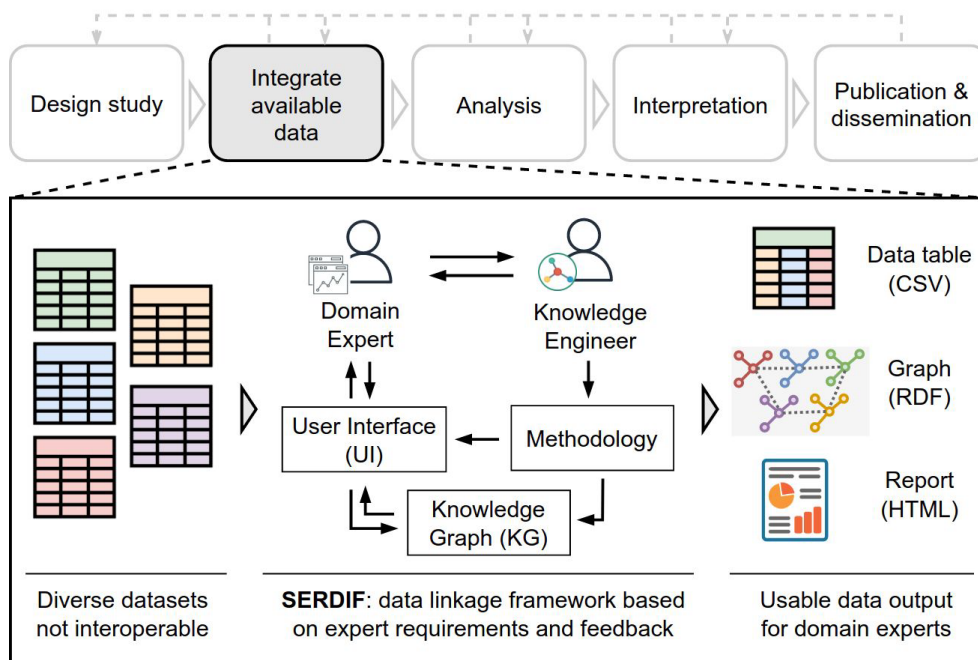 Design study
Integrate
available
data
Analysis
Interpretation
Publication &
dissemination
Domain
Expert
Knowledge
Engineer
User Interface
(UI)
Methodology
Knowledge
Graph (KG)
Data table
(CSV)
Graph
(RDF)
Report
(HTML)
Diverse datasets
not interoperable
SERDIF: data linkage framework based
on expert requirements and feedback
Usable data output
for domain experts